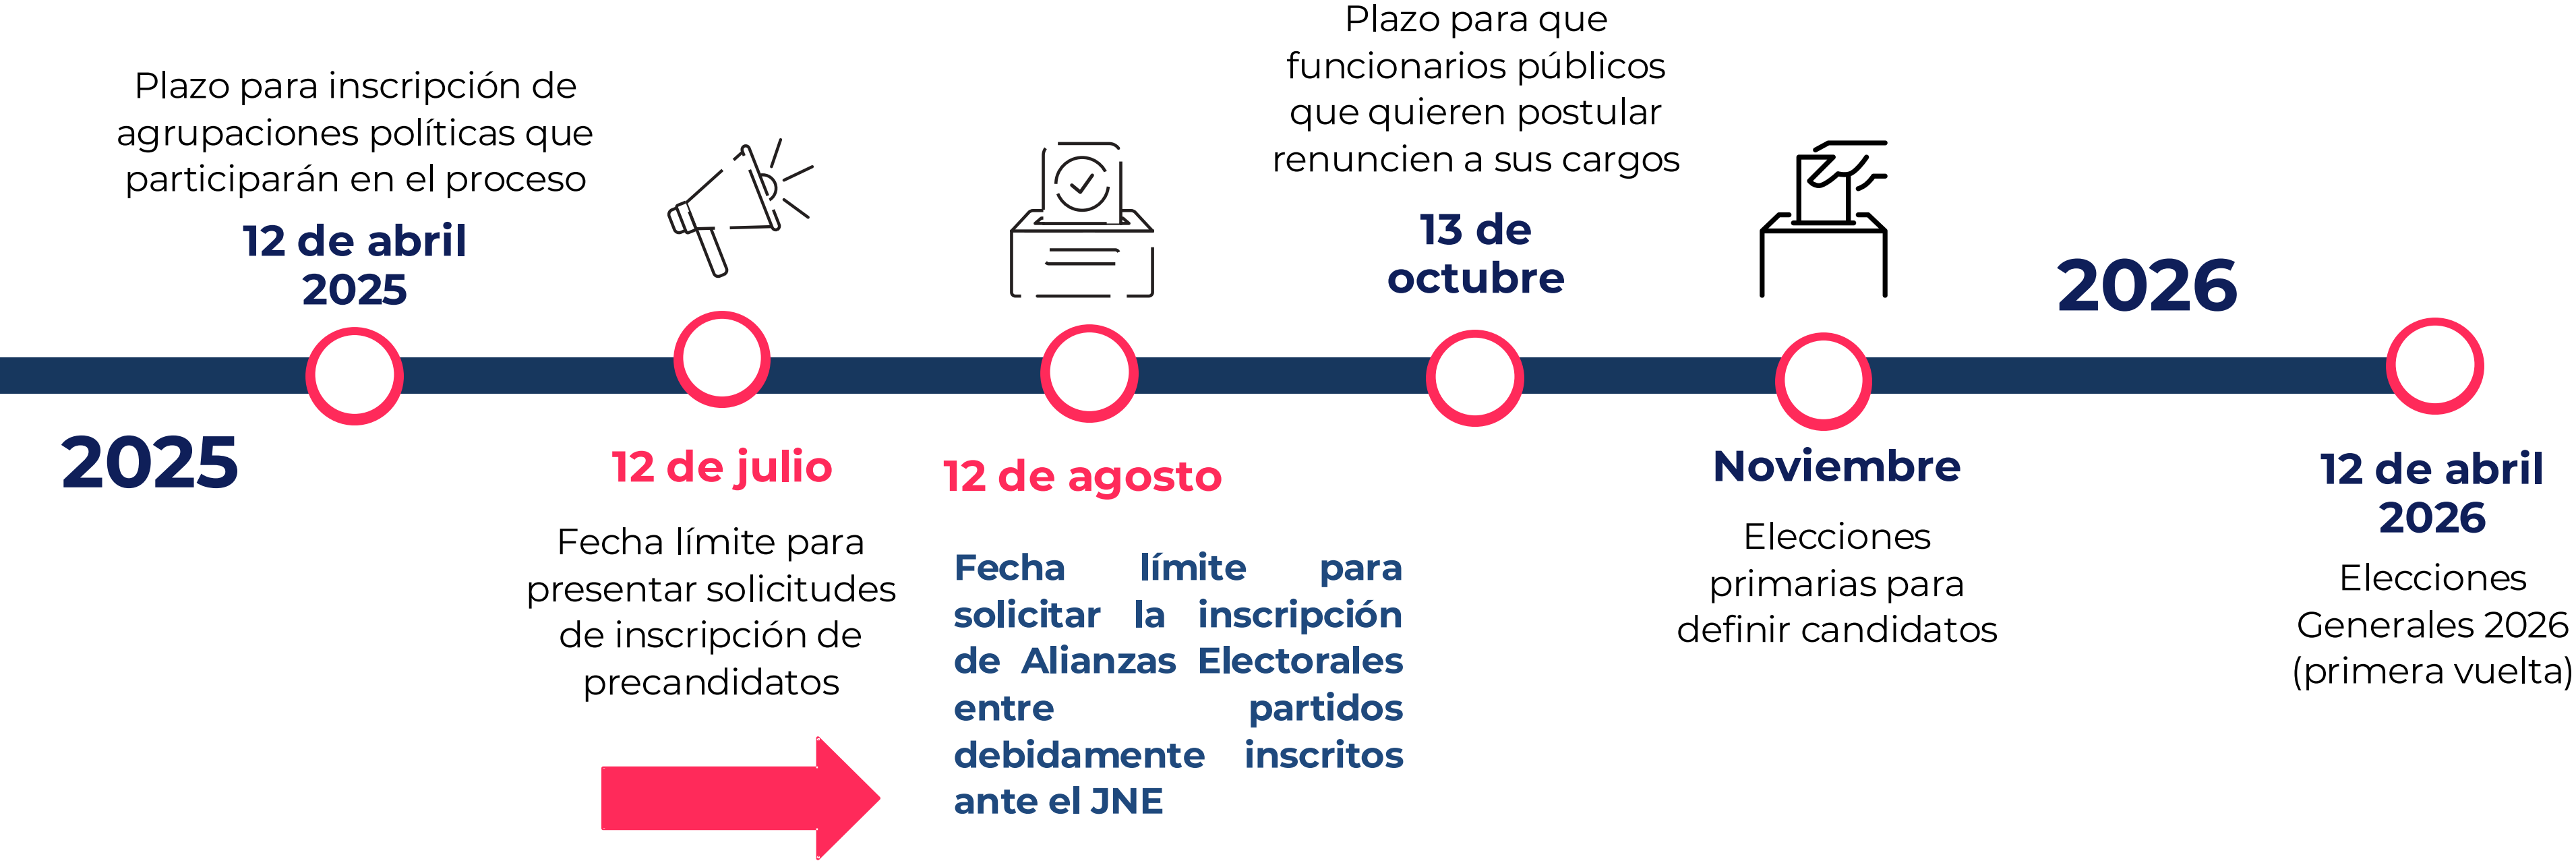 Plazo para inscripción de
agrupaciones políticas que
participarán en el proceso
12 de abril
2025
2025
12 de julio
Fecha límite para
presentar solicitudes
de inscripción de
precandidatos
12 de agosto
Fecha límite para
solicitar la inscripción
de Alianzas Electorales
entre partidos
debidamente inscritos
ante el JNE
Plazo para que
funcionarios públicos
que quieren postular
renuncien a sus cargos
13 de
octubre
Noviembre
Elecciones
primarias para
definir candidatos
2026
12 de abril
2026
Elecciones
Generales 2026
(primera vuelta)